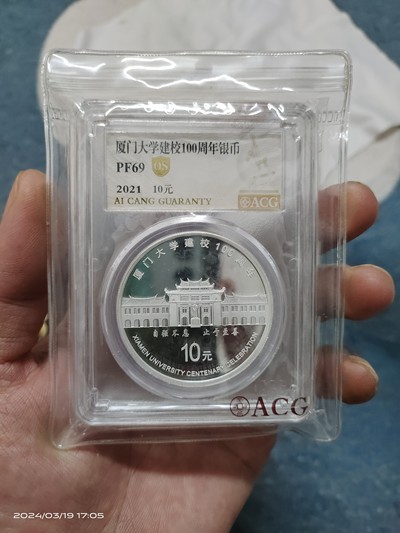 厦门大学建校100周年银币
PF69 68
2021 10元
AI CANG GUARANTY
ACG
厦门大学建校100周年
自强不息 止于至善
10元
XIAMEN UNIVERSITY CENTENARY CELEBRATION
ACG
2024/03/19 17:05